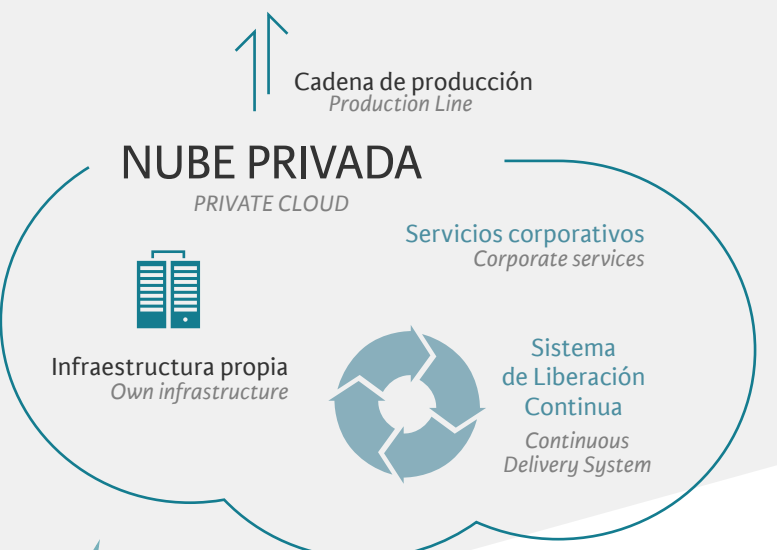 Cadena de producción
Production Line
NUBE PRIVADA
PRIVATE CLOUD
Servicios corporativos
Corporate services
Infraestructura propia
Own infrastructure
Sistema
de Liberación
Continua
Continuous
Delivery System